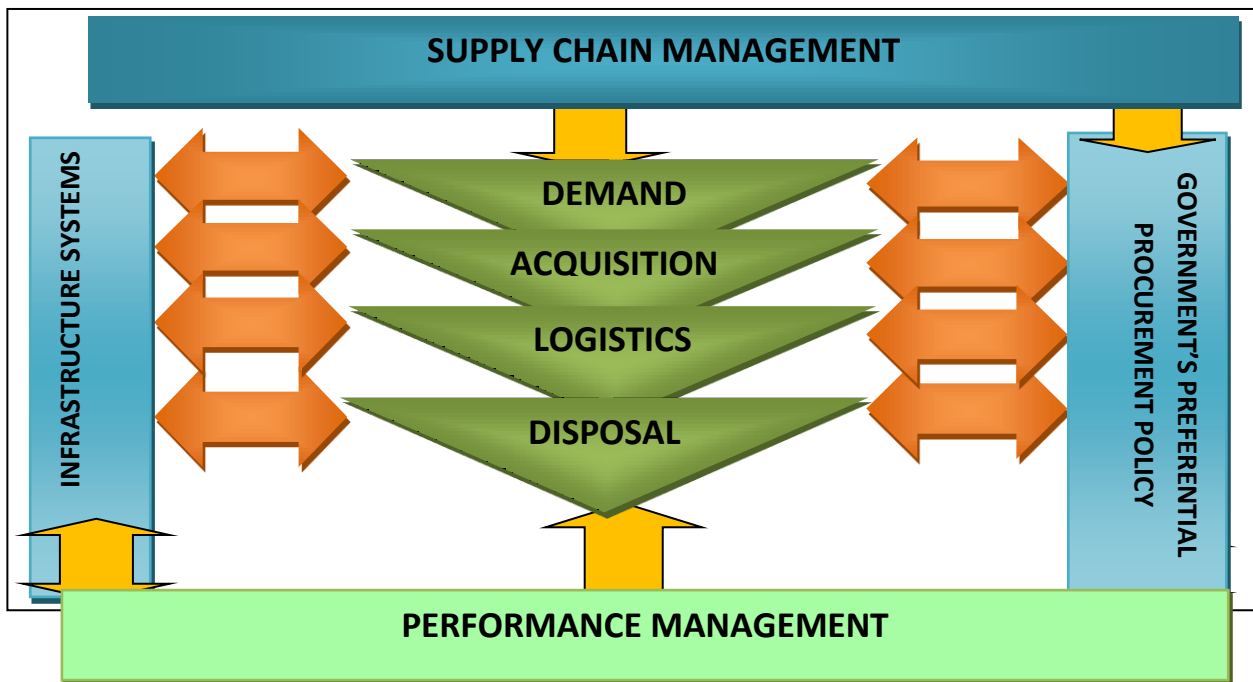 SUPPLY CHAIN MANAGEMENT
INFRASTRUCTURE SYSTEMS
DEMAND
ACQUISITION
LOGISTICS
DISPOSAL
GOVERNMENT’S PREFERENTIAL
PROCUREMENT POLICY
PERFORMANCE MANAGEMENT